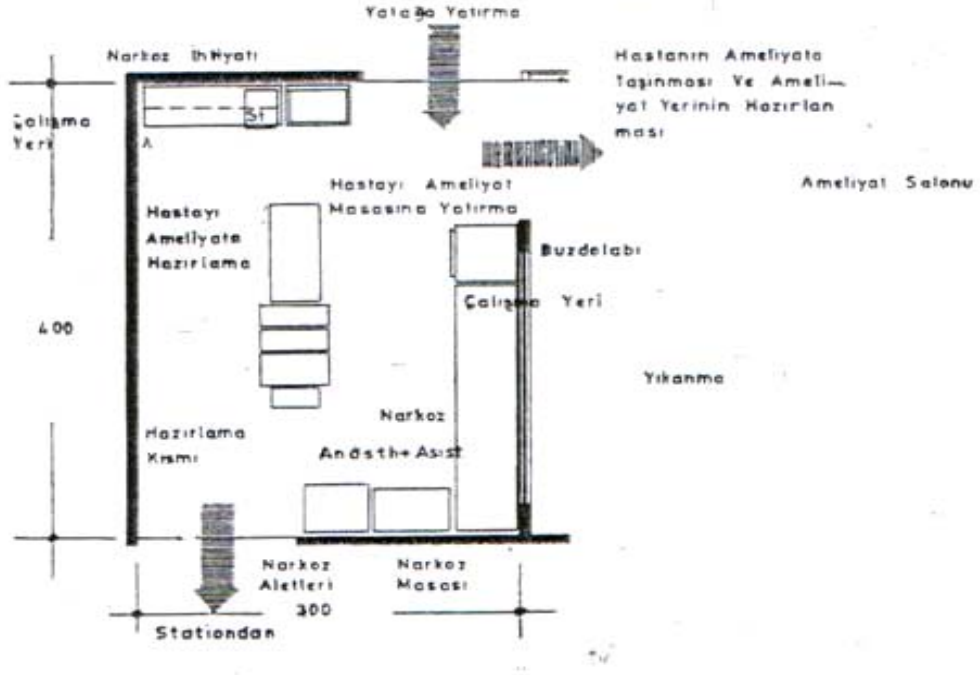 Yatağa Yatırma
Narkoz İhtiyatı
Hastanın Ameliyata
Taşınması Ve Ameli-
yat Yerinin Hazırlan
ması
Çalışma
Yeri
St
A
Ameliyat Salonu
Hastayı Ameliyat
Masasına Yatırma
Hastayı
Ameliyata
Hazırlama
Buzdolabı
Çalışma Yeri
400
Yıkanma
Narkoz
Anästh+Asist
Hazırlama
Kısmı
Narkoz
Aletleri
Narkoz
Masası
300
Stationdan